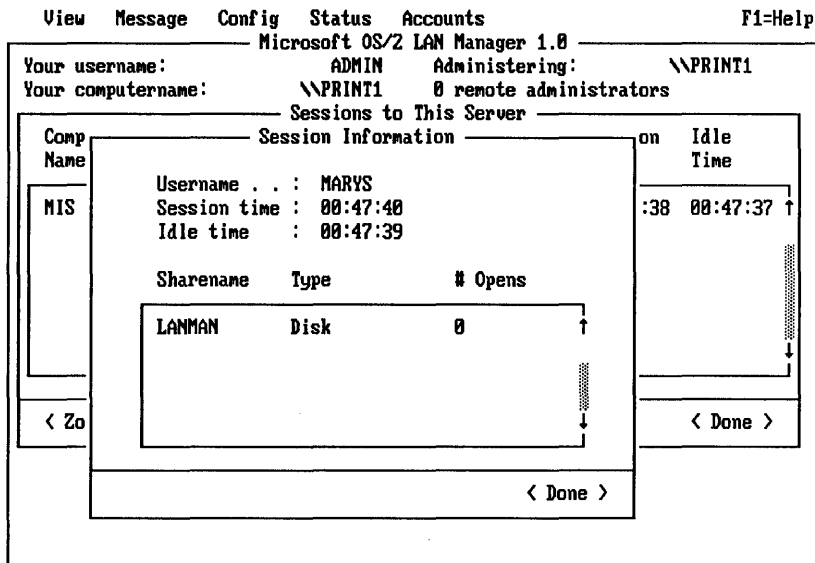 View Message Config Status Accounts F1=Help
Microsoft OS/2 LAN Manager 1.0
Your username: ADMIN Administering: \\PRINT1
Your computername: \\PRINT1 0 remote administrators
Sessions to This Server
Comp Session Information on Idle
Name Time
Username . . : MARYS
MIS Session time : 00:47:40 :38 00:47:37 ↑
Idle time : 00:47:39
Sharename Type # Opens
LANMAN Disk 0 ↑
↓
< Zo ↓ < Done >
< Done >